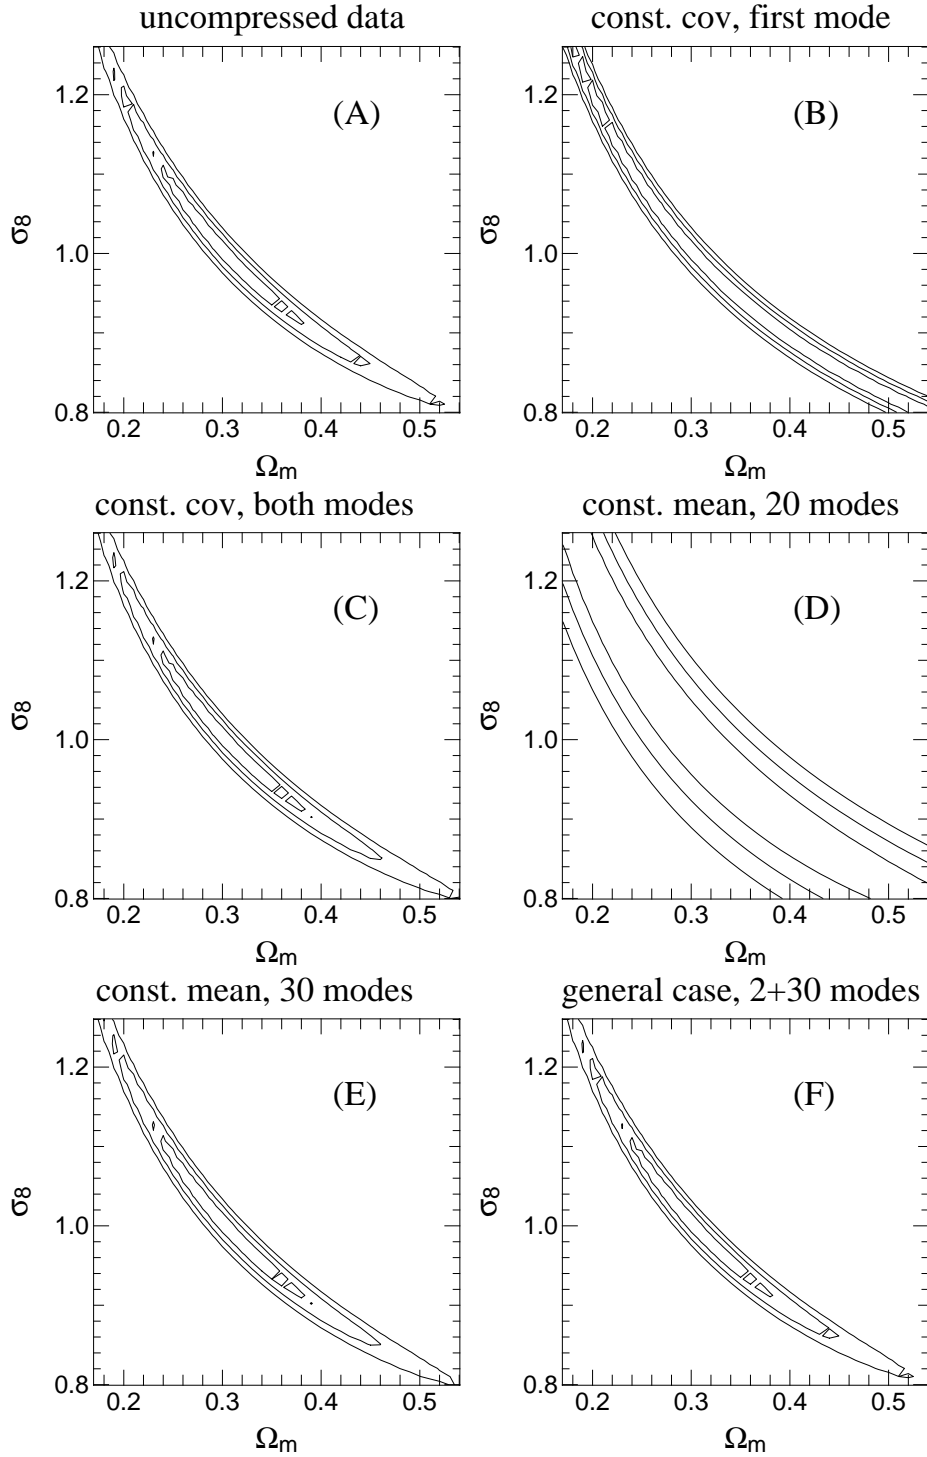 uncompressed data
const. cov, first mode
(A)
(B)
1.2
1.0
0.8
σ8
0.2 0.3 0.4 0.5
Ωm
1.2
1.0
0.8
σ8
0.2 0.3 0.4 0.5
Ωm
const. cov, both modes
const. mean, 20 modes
(C)
(D)
1.2
1.0
0.8
σ8
0.2 0.3 0.4 0.5
Ωm
1.2
1.0
0.8
σ8
0.2 0.3 0.4 0.5
Ωm
const. mean, 30 modes
general case, 2+30 modes
(E)
(F)
1.2
1.0
0.8
σ8
0.2 0.3 0.4 0.5
Ωm
1.2
1.0
0.8
σ8
0.2 0.3 0.4 0.5
Ωm